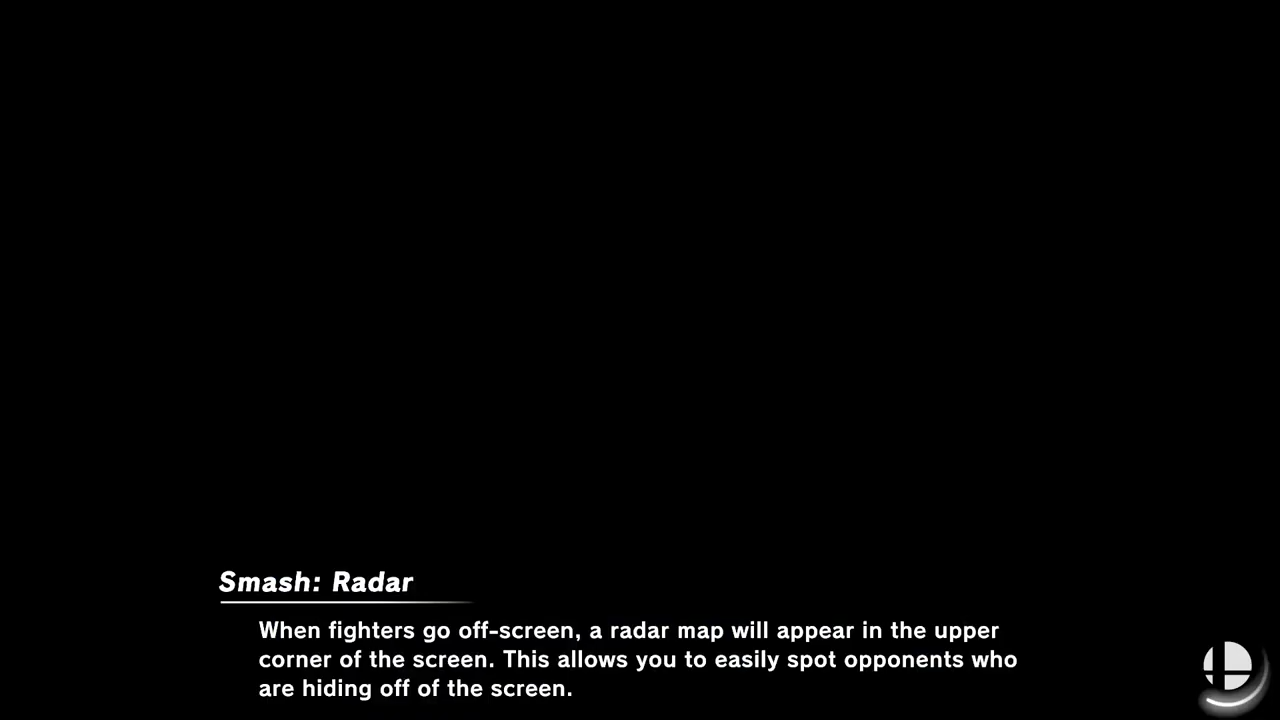 Smash: Radar
When fighters go off-screen, a radar map will appear in the upper
corner of the screen. This allows you to easily spot opponents who
are hiding off of the screen.